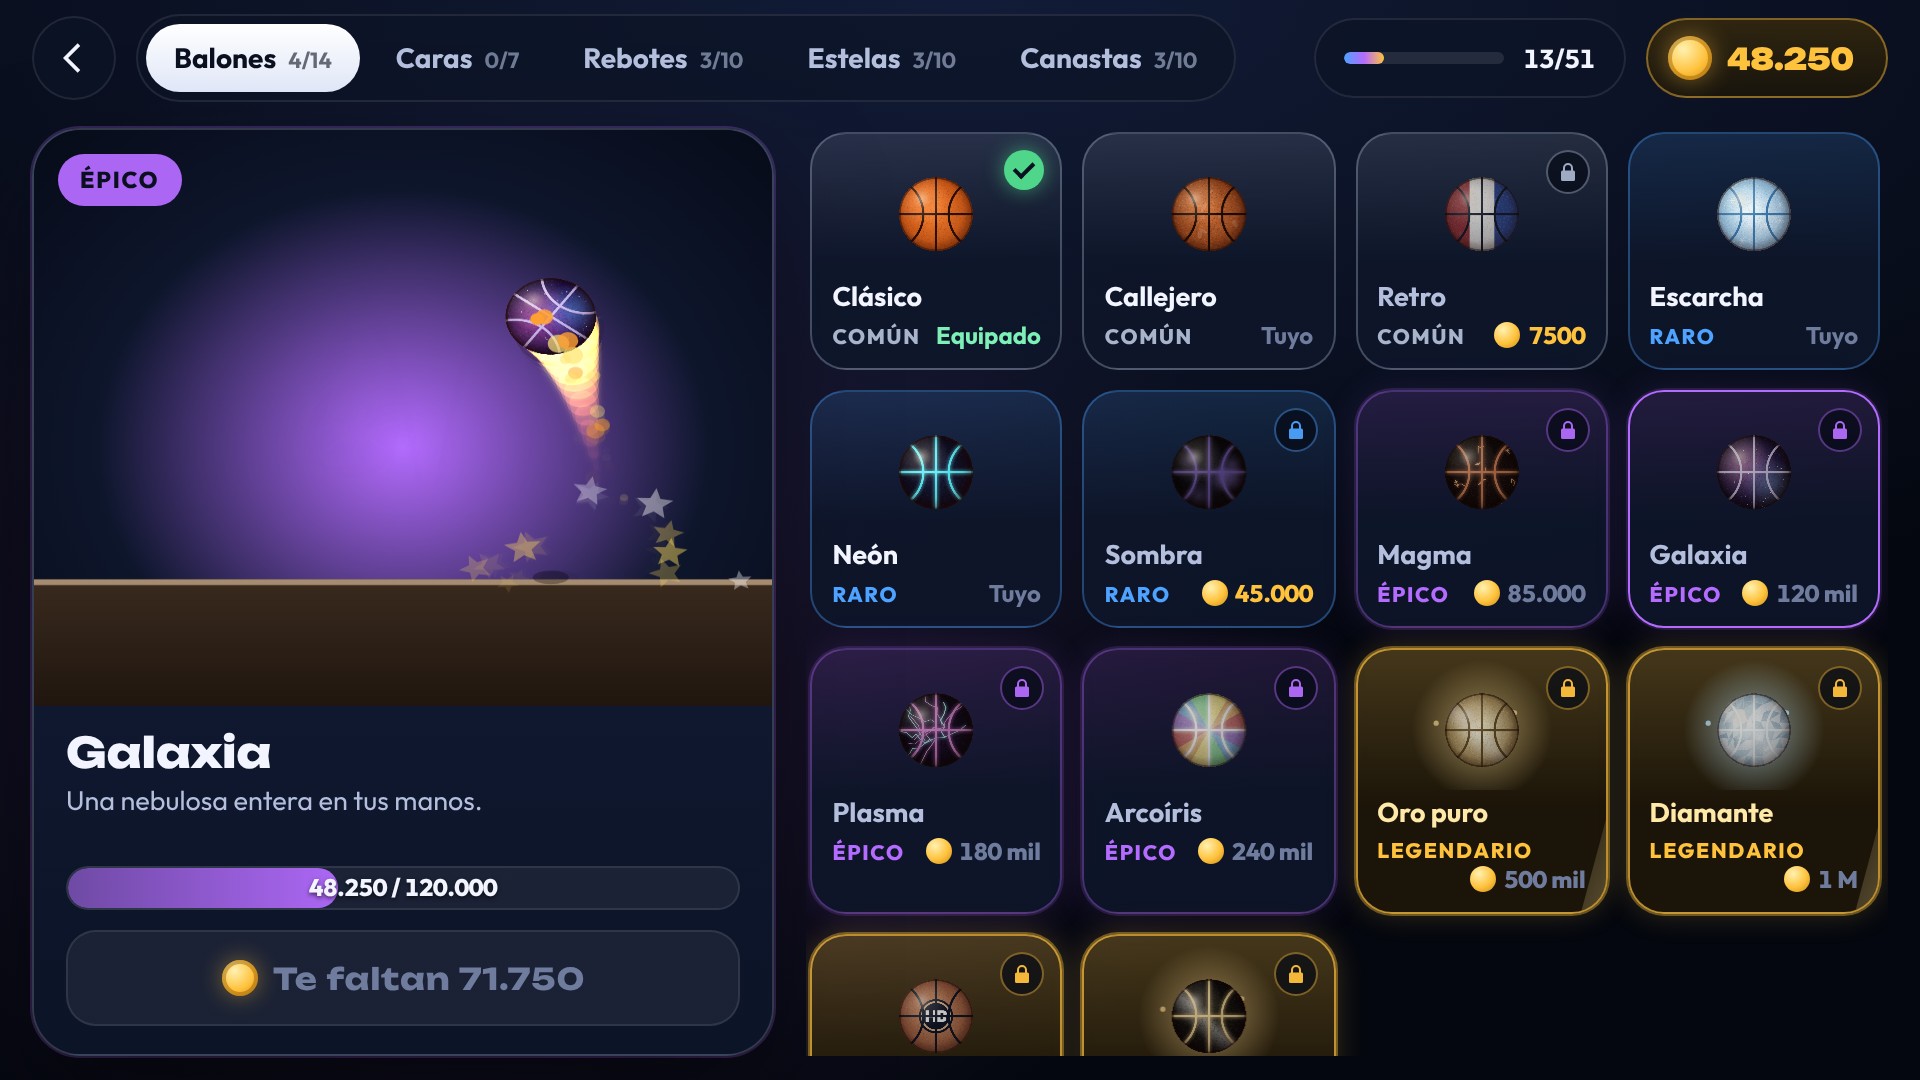 Balones 4/14
Caras 0/7
Rebotes 3/10
Estelas 3/10
Canastas 3/10
13/51
48.250
ÉPICO
Galaxia
Una nebulosa entera en tus manos.
48.250 / 120.000
Te faltan 71.750
Clásico
COMÚN Equipado
Callejero
COMÚN Tuyo
Retro
COMÚN 7500
Escarcha
RARO Tuyo
Neón
RARO Tuyo
Sombra
RARO 45.000
Magma
ÉPICO 85.000
Galaxia
ÉPICO 120 mil
Plasma
ÉPICO 180 mil
Arcoíris
ÉPICO 240 mil
Oro puro
LEGENDARIO
500 mil
Diamante
LEGENDARIO
1 M